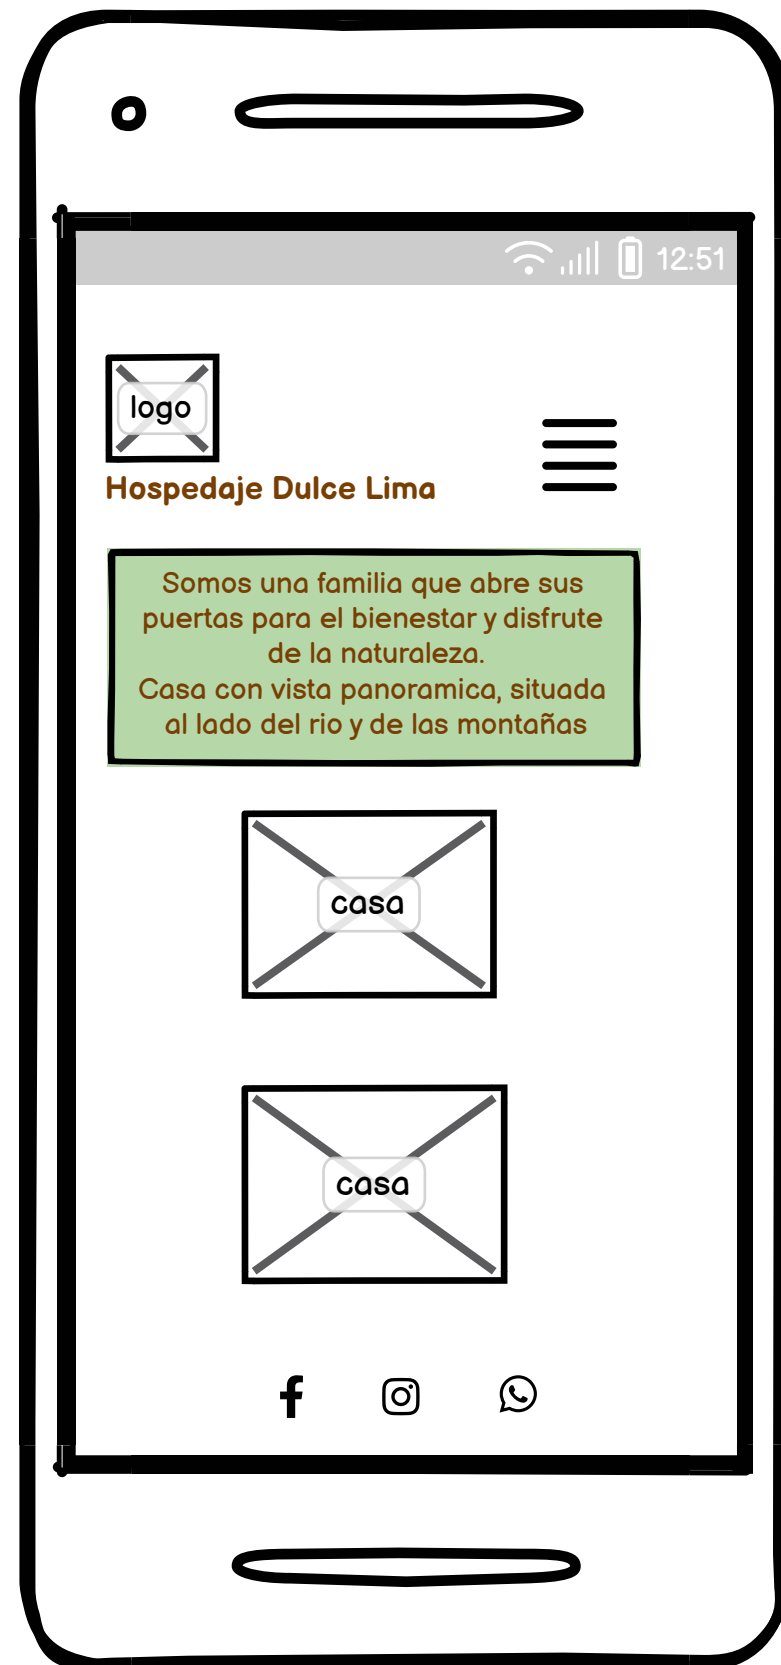 12:51
logo
Hospedaje Dulce Lima
Somos una familia que abre sus
puertas para el bienestar y disfrute
de la naturaleza.
Casa con vista panoramica, situada
al lado del rio y de las montañas
casa
casa